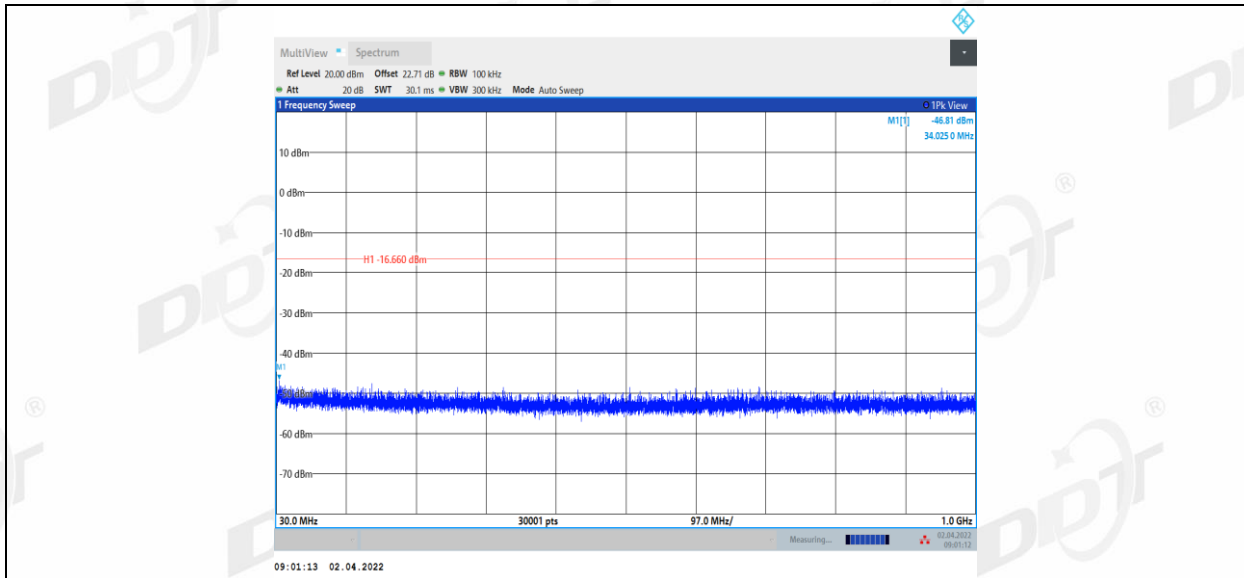 MultiView Spectrum
Ref Level 20.00 dBm Offset 22.71 dB RBW 100 kHz
Att 20 dB SWT 30.1 ms VBW 300 kHz Mode Auto Sweep
1 Frequency Sweep 1Pk View
M1[1] -46.81 dBm
34.025 0 MHz
10 dBm
0 dBm
-10 dBm
H1 -16.660 dBm
-20 dBm
-30 dBm
-40 dBm
M1
-60 dBm
-70 dBm
30.0 MHz 30001 pts 97.0 MHz/ 1.0 GHz
Measuring... 02.04.2022
09:01:12
09:01:13 02.04.2022